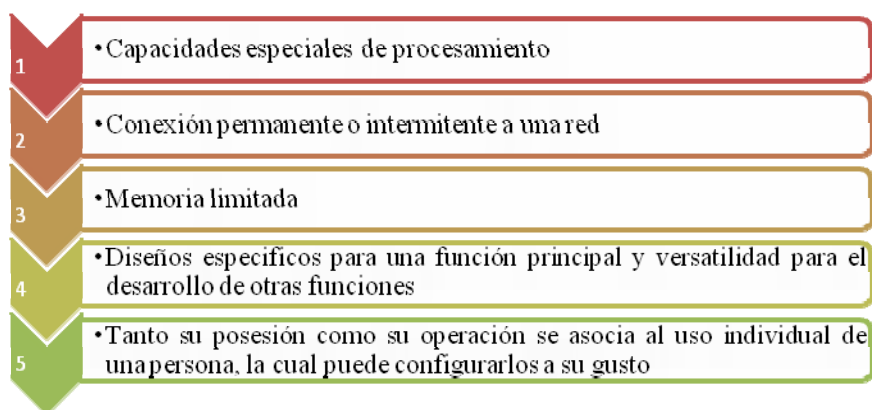 1
•Capacidades especiales de procesamiento
2
•Conexión permanente o intermitente a una red
3
•Memoria limitada
4
•Diseños específicos para una función principal y versatilidad para el
desarrollo de otras funciones
5
•Tanto su posesión como su operación se asocia al uso individual de
una persona, la cual puede configurarlos a su gusto